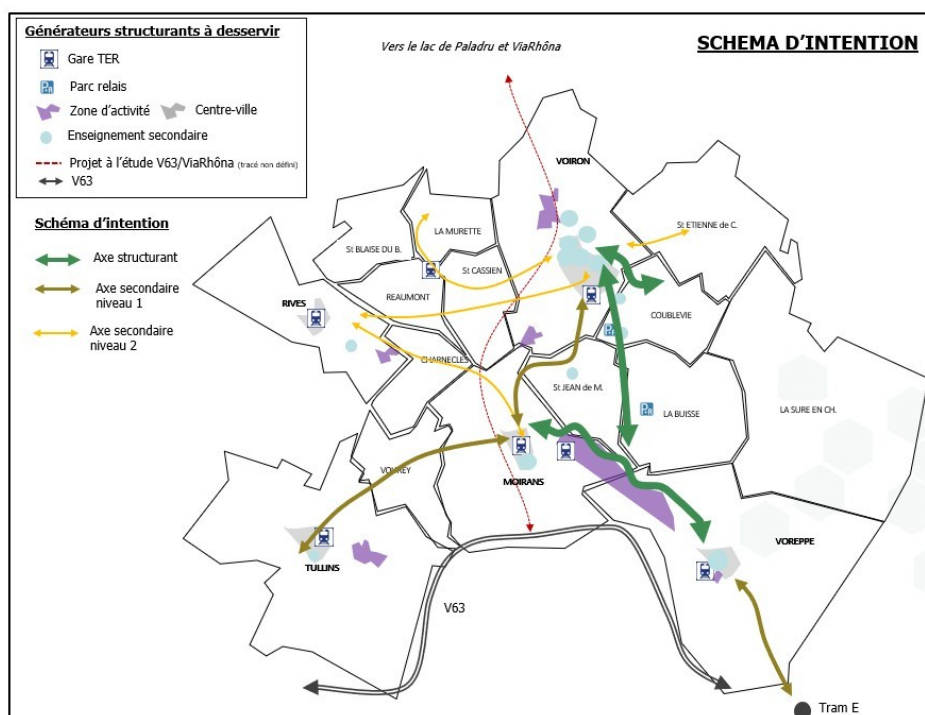 Générateurs structurants à desservir
Gare TER
Parc relais
Zone d'activité
Centre-ville
Enseignement secondaire
Projet à l'étude V63/ViaRhôna (tracé non défini)
V63
Schéma d'intention
Axe structurant
Axe secondaire
niveau 1
Axe secondaire
niveau 2
Vers le lac de Paladru et ViaRhôna
SCHEMA D'INTENTION
VOIRON
LA MURETTE
St ETIENNE de C.
St BLAISE DU B.
St CASSIEN
REAUMONT
RIVES
COUBLEVIE
P+R
CHARNECLES
St JEAN de M.
P+R
LA BUISSE
LA SURE EN CH.
VOUREY
MOIRANS
VOREPPE
TULLINS
V63
Tram E